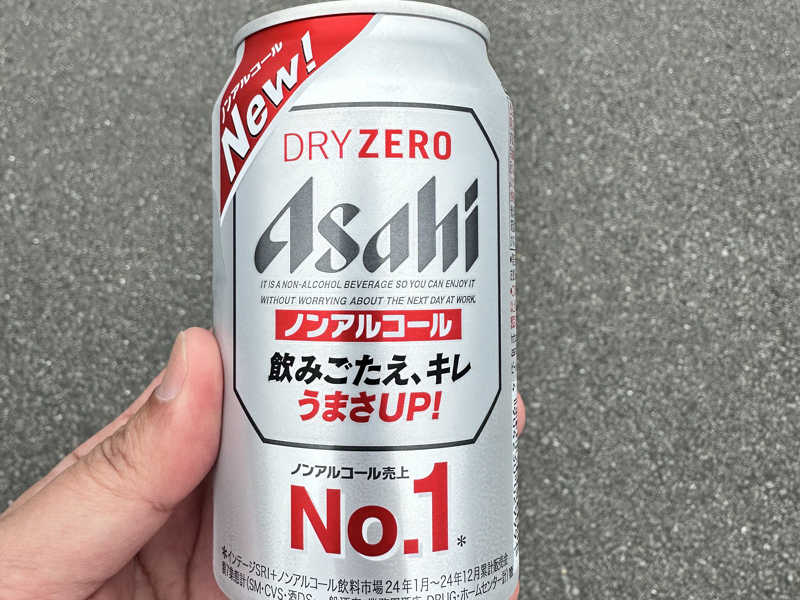 ノンアルコール
New!
DRY ZERO
Asahi
IT IS A NON-ALCOHOL BEVERAGE SO YOU CAN ENJOY IT
WITHOUT WORRYING ABOUT THE NEXT DAY AT WORK.
ノンアルコール
飲みごたえ、キレ
うまさUP!
ノンアルコール売上
No.1*
*インテージSRI+ノンアルコール飲料市場24年1月〜24年12月累計販売金